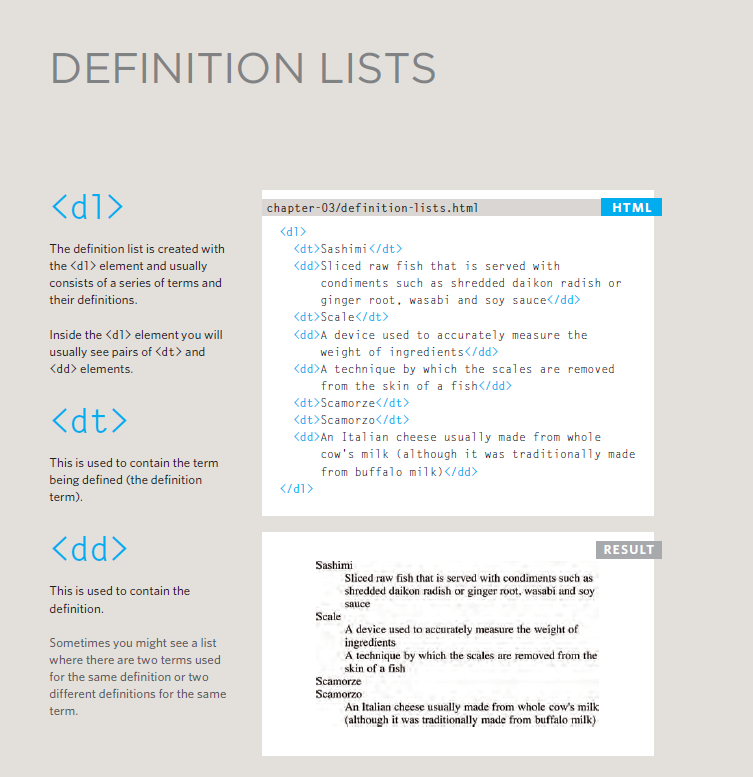 DEFINITION LISTS
<dl>
The definition list is created with
the <dl> element and usually
consists of a series of terms and
their definitions.
Inside the <dl> element you will
usually see pairs of <dt> and
<dd> elements.
<dt>
This is used to contain the term
being defined (the definition
term).
<dd>
This is used to contain the
definition.
Sometimes you might see a list
where there are two terms used
for the same definition or two
different definitions for the same
term.
chapter-03/definition-lists.html
HTML
<dl>
<dt>Sashimi</dt>
<dd>Sliced raw fish that is served with
condiments such as shredded daikon radish or
ginger root, wasabi and soy sauce</dd>
<dt>Scale</dt>
<dd>A device used to accurately measure the
weight of ingredients</dd>
<dd>A technique by which the scales are removed
from the skin of a fish</dd>
<dt>Scamorze</dt>
<dt>Scamorzo</dt>
<dd>An Italian cheese usually made from whole
cow's milk (although it was traditionally made
from buffalo milk)</dd>
</dl>
RESULT
Sashimi
Sliced raw fish that is served with condiments such as
shredded daikon radish or ginger root, wasabi and soy
sauce
Scale
A device used to accurately measure the weight of
ingredients
A technique by which the scales are removed from the
skin of a fish
Scamorze
Scamorzo
An Italian cheese usually made from whole cow's milk
(although it was traditionally made from buffalo milk)